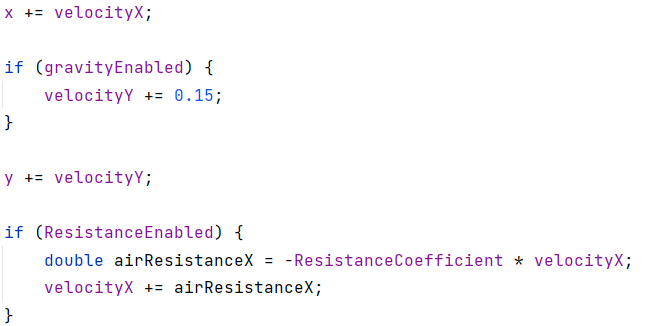 x += velocityX;
if (gravityEnabled) {
    velocityY += 0.15;
}
y += velocityY;
if (ResistanceEnabled) {
    double airResistanceX = -ResistanceCoefficient * velocityX;
    velocityX += airResistanceX;
}